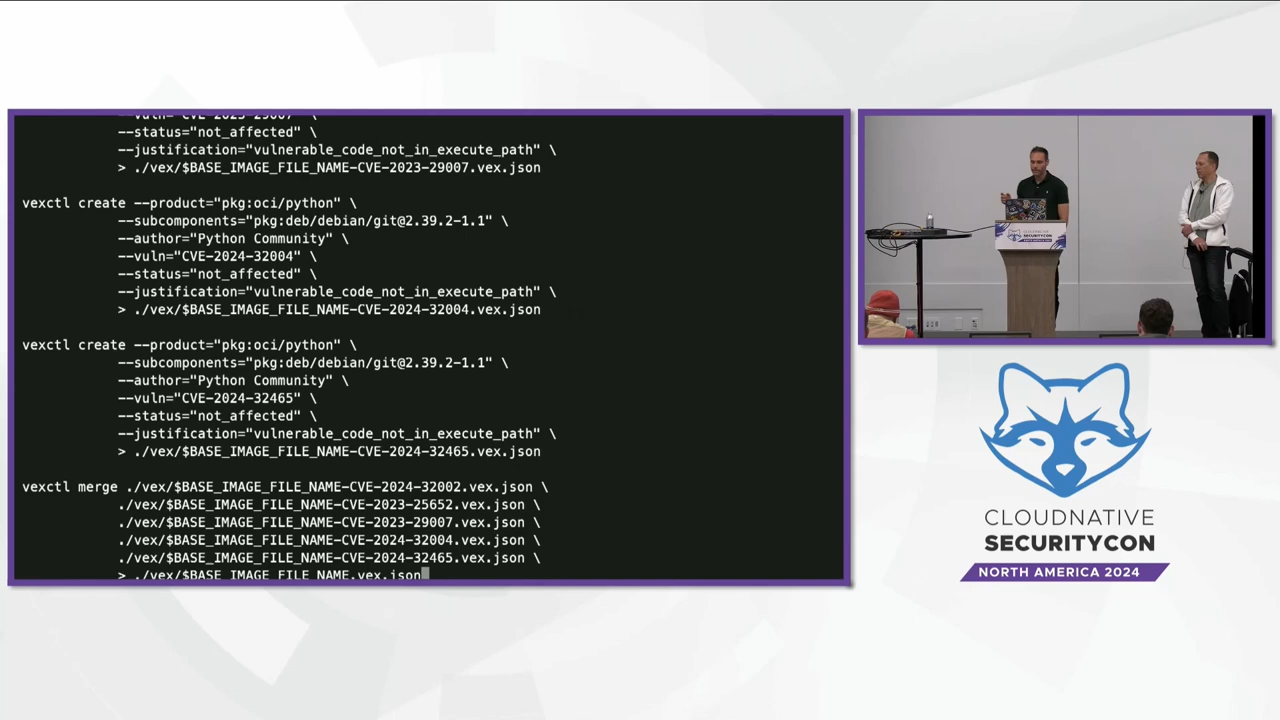 --vuln="CVE-2023-29007" \
--status="not_affected" \
--justification="vulnerable_code_not_in_execute_path" \
> ./vex/$BASE_IMAGE_FILE_NAME-CVE-2023-29007.vex.json
vexctl create --product="pkg:oci/python" \
--subcomponents="pkg:deb/debian/git@2.39.2-1.1" \
--author="Python Community" \
--vuln="CVE-2024-32004" \
--status="not_affected" \
--justification="vulnerable_code_not_in_execute_path" \
> ./vex/$BASE_IMAGE_FILE_NAME-CVE-2024-32004.vex.json
vexctl create --product="pkg:oci/python" \
--subcomponents="pkg:deb/debian/git@2.39.2-1.1" \
--author="Python Community" \
--vuln="CVE-2024-32465" \
--status="not_affected" \
--justification="vulnerable_code_not_in_execute_path" \
> ./vex/$BASE_IMAGE_FILE_NAME-CVE-2024-32465.vex.json
vexctl merge ./vex/$BASE_IMAGE_FILE_NAME-CVE-2024-32002.vex.json \
./vex/$BASE_IMAGE_FILE_NAME-CVE-2023-25652.vex.json \
./vex/$BASE_IMAGE_FILE_NAME-CVE-2023-29007.vex.json \
./vex/$BASE_IMAGE_FILE_NAME-CVE-2024-32004.vex.json \
./vex/$BASE_IMAGE_FILE_NAME-CVE-2024-32465.vex.json \
> ./vex/$BASE_IMAGE_FILE_NAME.vex.json
SECURITYCON
CLOUDNATIVE
SECURITYCON
NORTH AMERICA 2024